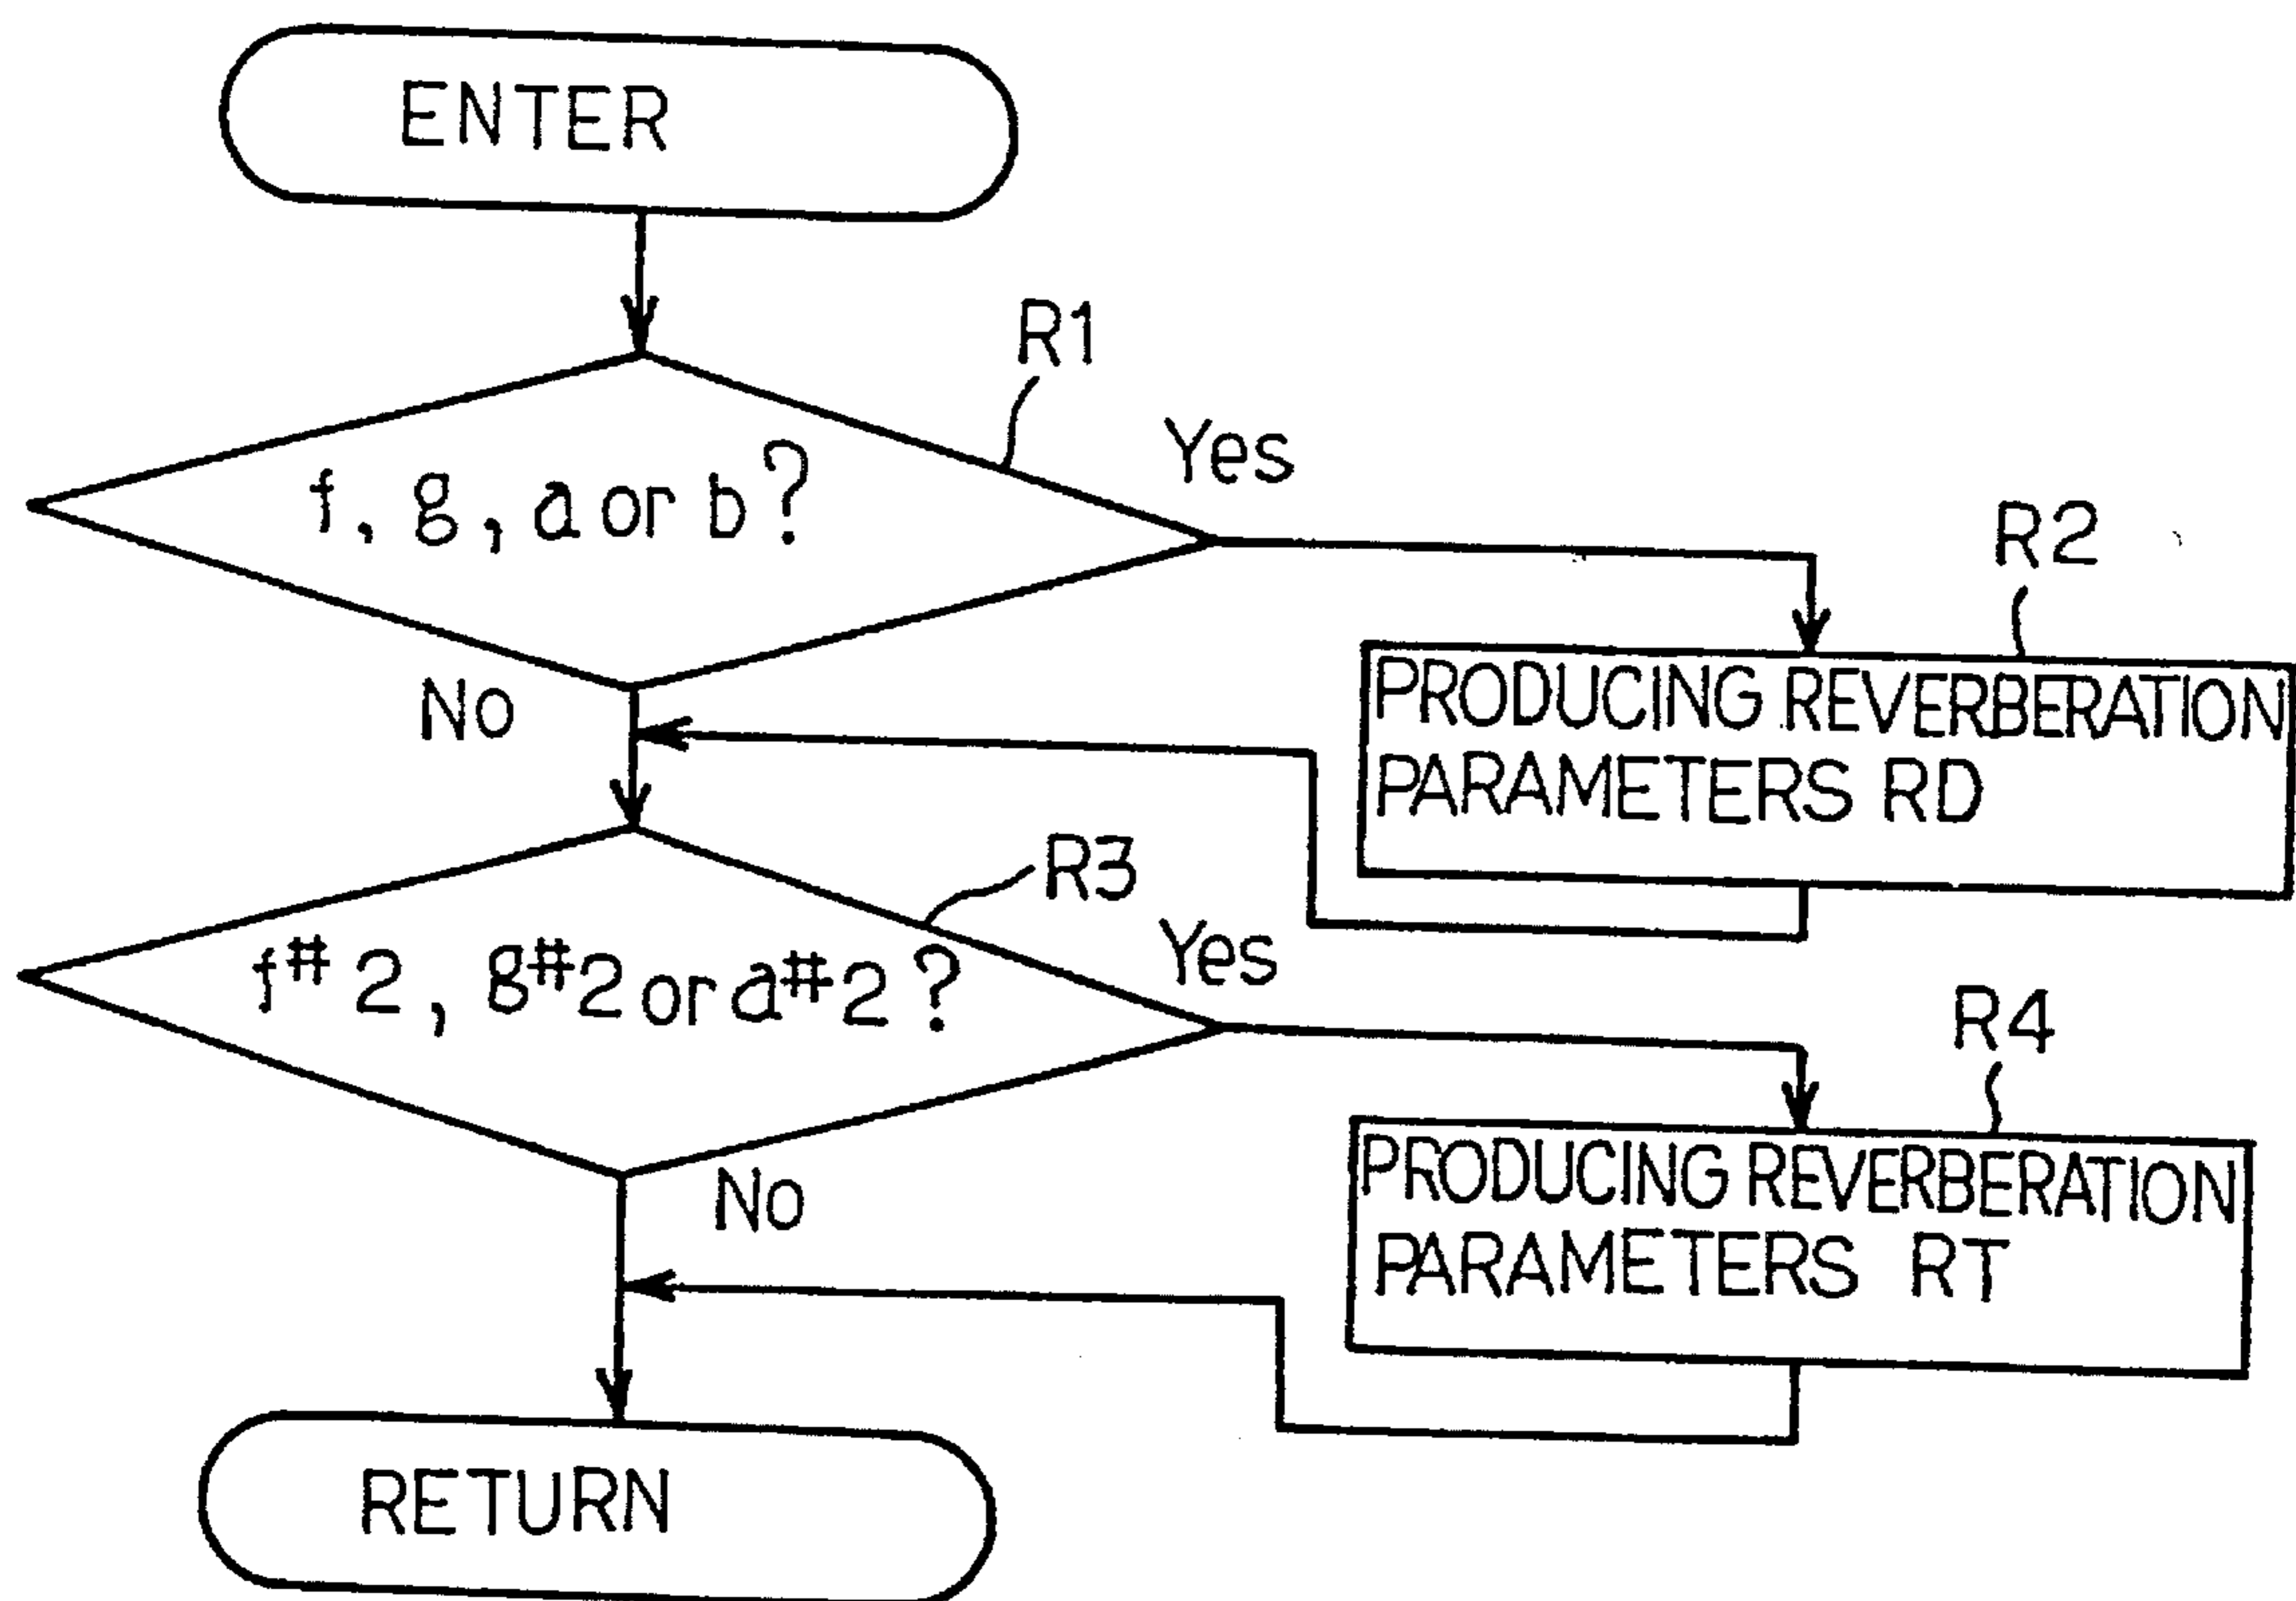 ENTER
R1
f, g, a or b?
Yes
R2
PRODUCING REVERBERATION
PARAMETERS RD
No
R3
f#2, g#2 or a#2?
Yes
R4
PRODUCING REVERBERATION
PARAMETERS RT
No
RETURN